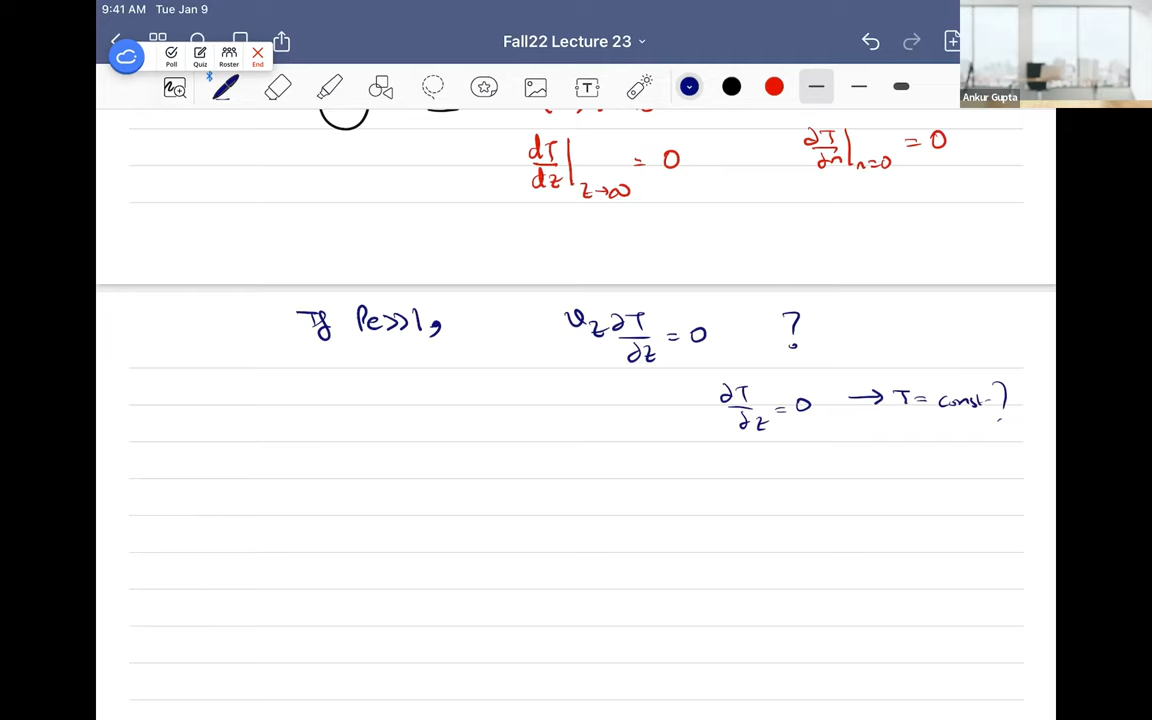 9:41 AM Tue Jan 9
Fall22 Lecture 23
Poll Quiz Roster End
T
Ankur Gupta
dT/dz |z→∞ = 0
∂T/∂r |r=0 = 0
If Pe>>1, υz ∂T/∂z = 0 ?
∂T/∂z = 0 → T = const. ?